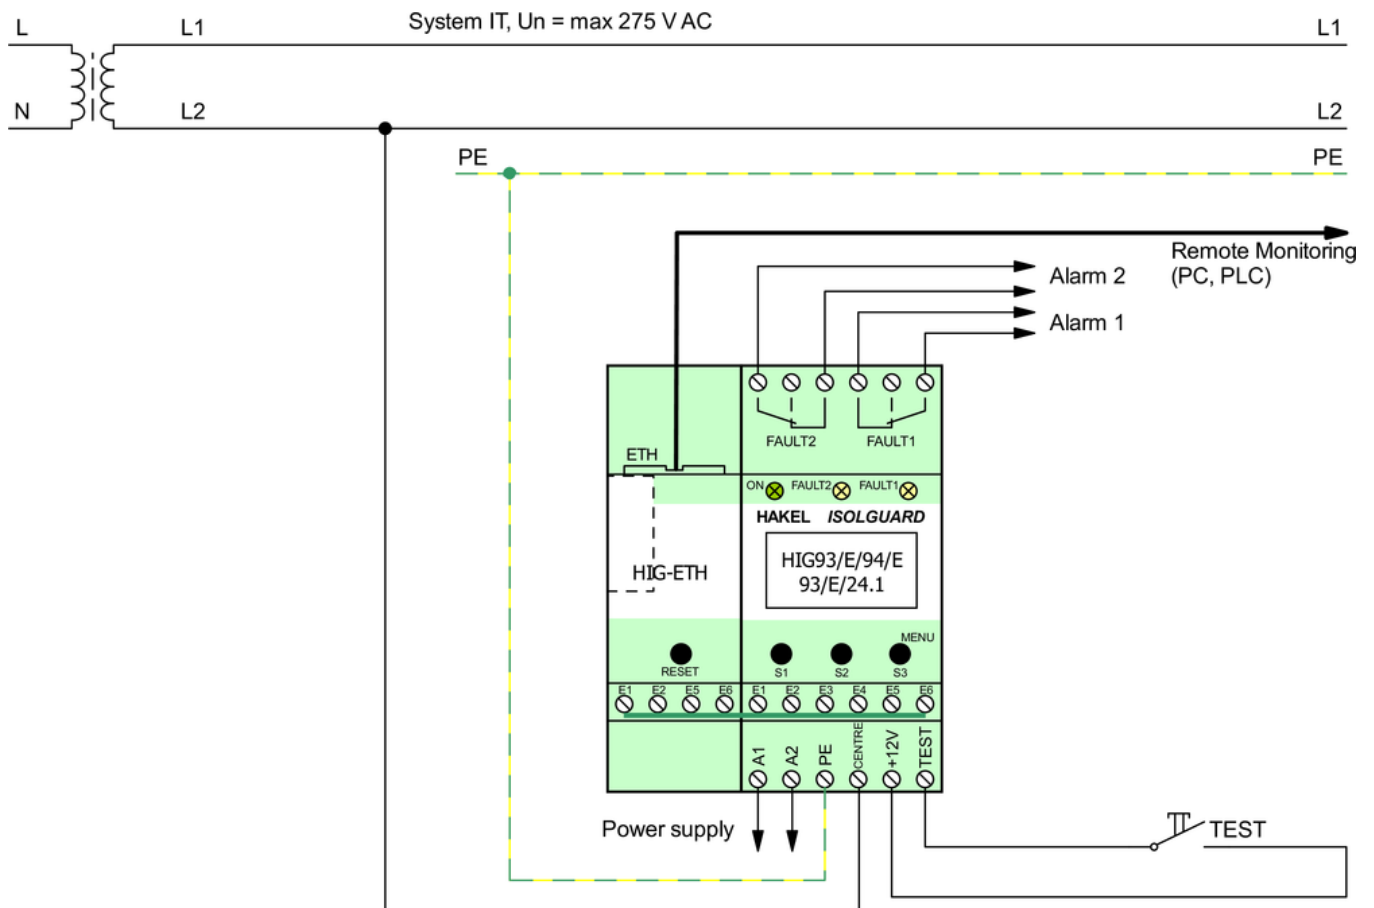 L L1 System IT, Un = max 275 V AC L1
N L2 L2
PE PE
Remote Monitoring
(PC, PLC)
Alarm 2
Alarm 1
FAULT2 FAULT1
ETH
ON FAULT2 FAULT1
HAKEL ISOLGUARD
HIG93/E/94/E
93/E/24.1
HIG-ETH
MENU
RESET S1 S2 S3
E1 E2 E5 E6 E1 E2 E3 E4 E5 E6
A1 A2 PE CENTRE +12V TEST
Power supply TEST